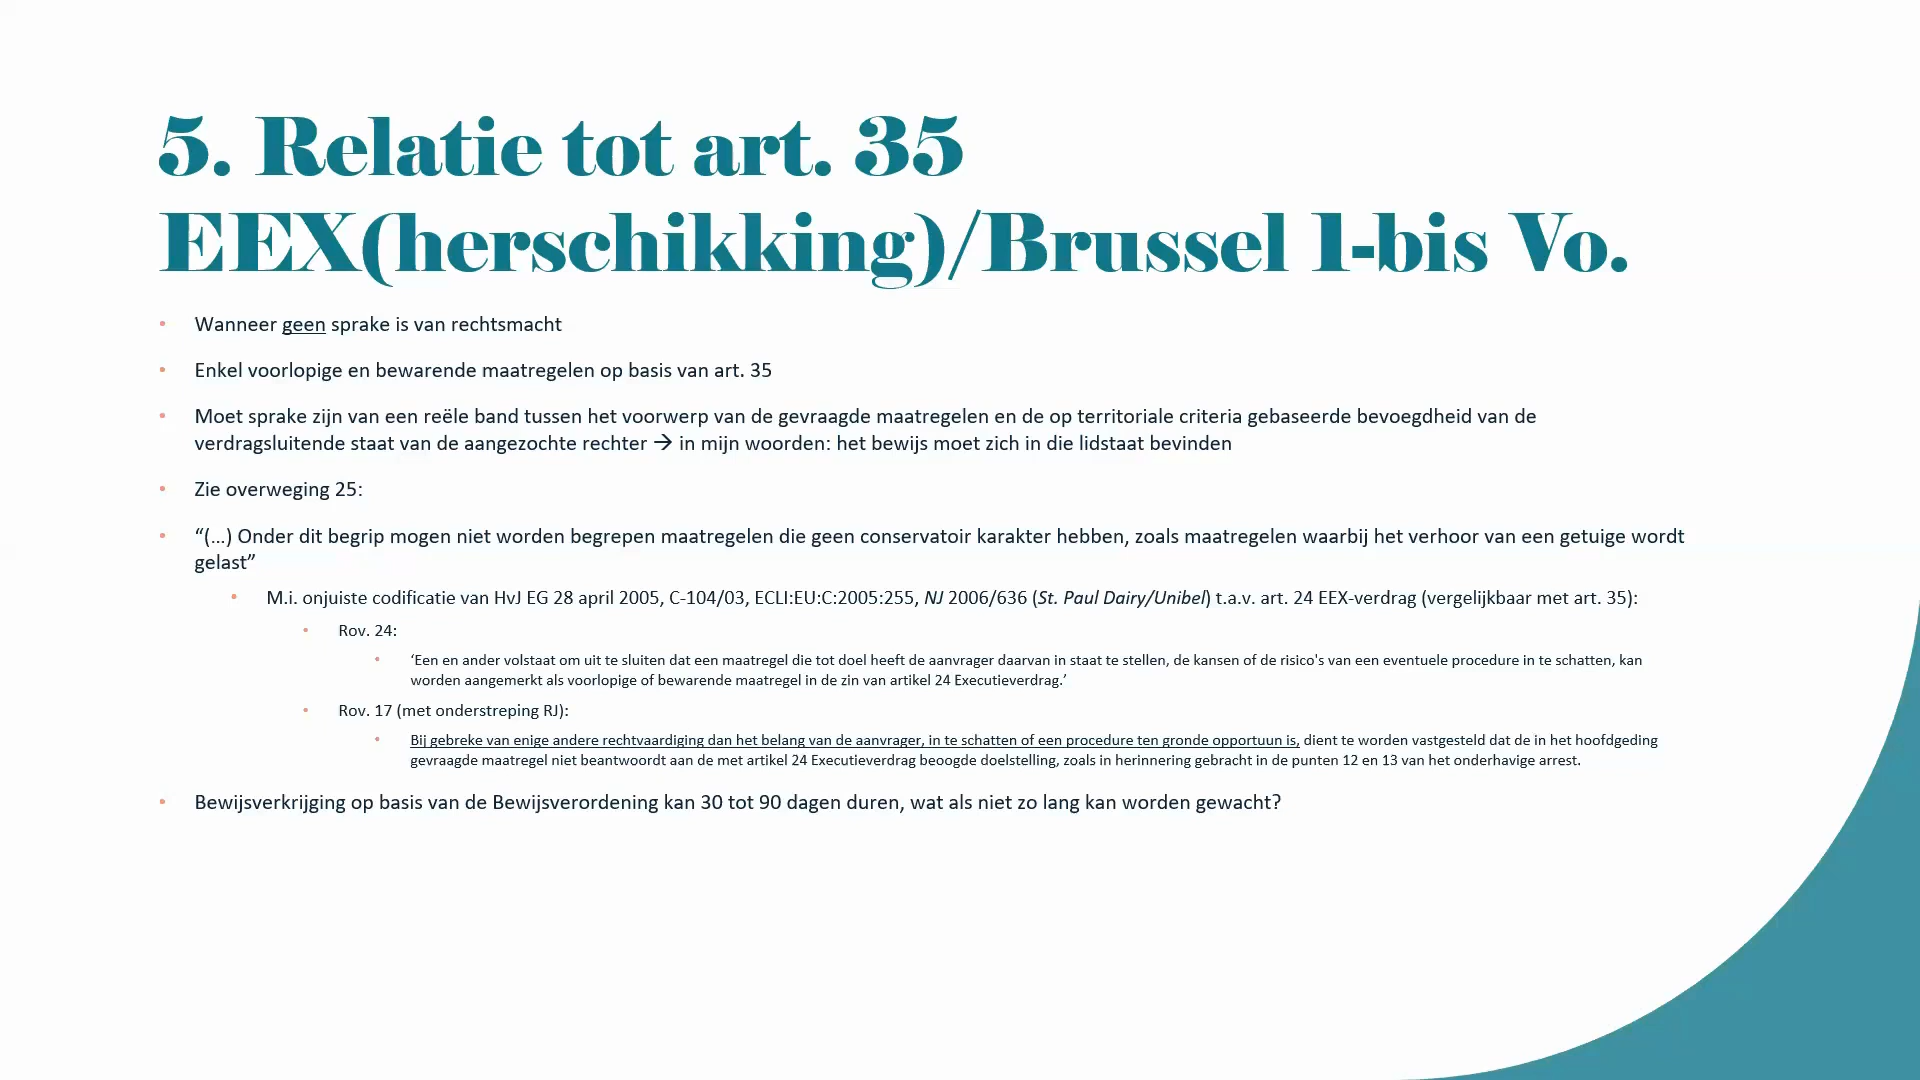 5. Relatie tot art. 35
EEX(herschikking)/Brussel 1-bis Vo.
• Wanneer geen sprake is van rechtsmacht
• Enkel voorlopige en bewarende maatregelen op basis van art. 35
• Moet sprake zijn van een reële band tussen het voorwerp van de gevraagde maatregelen en de op territoriale criteria gebaseerde bevoegdheid van de
verdragsluitende staat van de aangezochte rechter → in mijn woorden: het bewijs moet zich in die lidstaat bevinden
• Zie overweging 25:
• “(…) Onder dit begrip mogen niet worden begrepen maatregelen die geen conservatoir karakter hebben, zoals maatregelen waarbij het verhoor van een getuige wordt
gelast”
• M.i. onjuiste codificatie van HvJ EG 28 april 2005, C-104/03, ECLI:EU:C:2005:255, NJ 2006/636 (St. Paul Dairy/Unibel) t.a.v. art. 24 EEX-verdrag (vergelijkbaar met art. 35):
• Rov. 24:
• ‘Een en ander volstaat om uit te sluiten dat een maatregel die tot doel heeft de aanvrager daarvan in staat te stellen, de kansen of de risico's van een eventuele procedure in te schatten, kan
worden aangemerkt als voorlopige of bewarende maatregel in de zin van artikel 24 Executieverdrag.’
• Rov. 17 (met onderstreping RJ):
• Bij gebreke van enige andere rechtvaardiging dan het belang van de aanvrager, in te schatten of een procedure ten gronde opportuun is, dient te worden vastgesteld dat de in het hoofdgeding
gevraagde maatregel niet beantwoordt aan de met artikel 24 Executieverdrag beoogde doelstelling, zoals in herinnering gebracht in de punten 12 en 13 van het onderhavige arrest.
• Bewijsverkrijging op basis van de Bewijsverordening kan 30 tot 90 dagen duren, wat als niet zo lang kan worden gewacht?